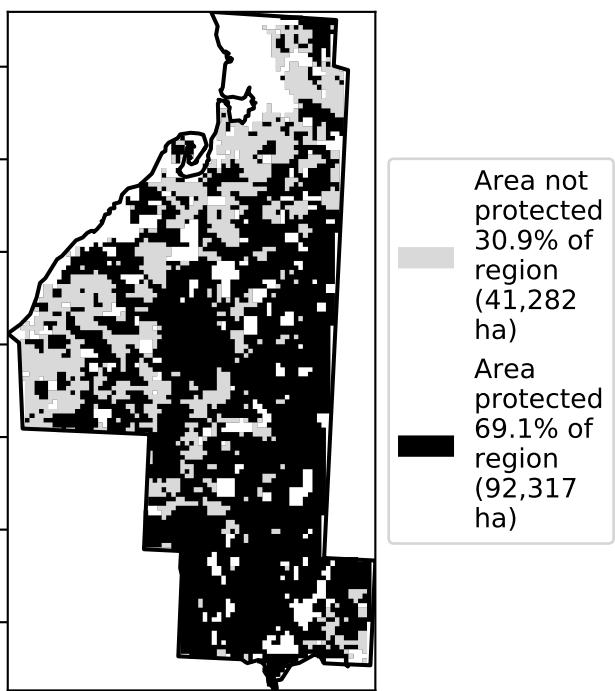 Area not
protected
30.9% of
region
(41,282
ha)
Area
protected
69.1% of
region
(92,317
ha)